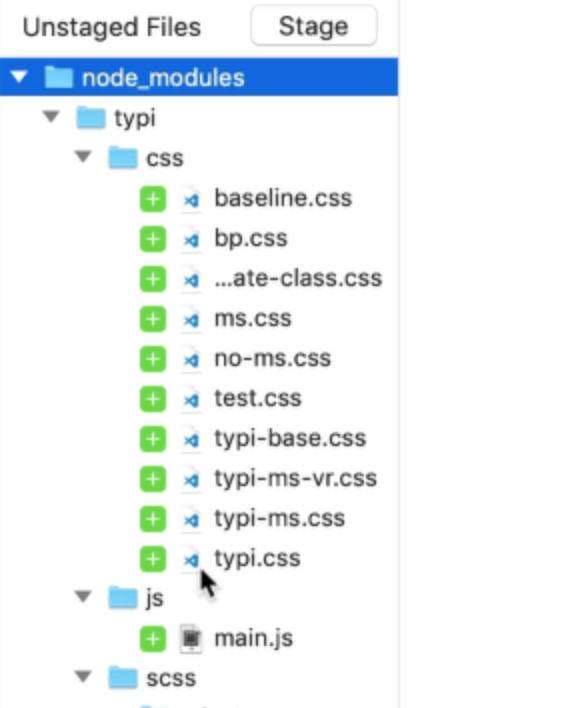 Unstaged Files
Stage
node_modules
typi
css
baseline.css
bp.css
...ate-class.css
ms.css
no-ms.css
test.css
typi-base.css
typi-ms-vr.css
typi-ms.css
typi.css
js
main.js
scss